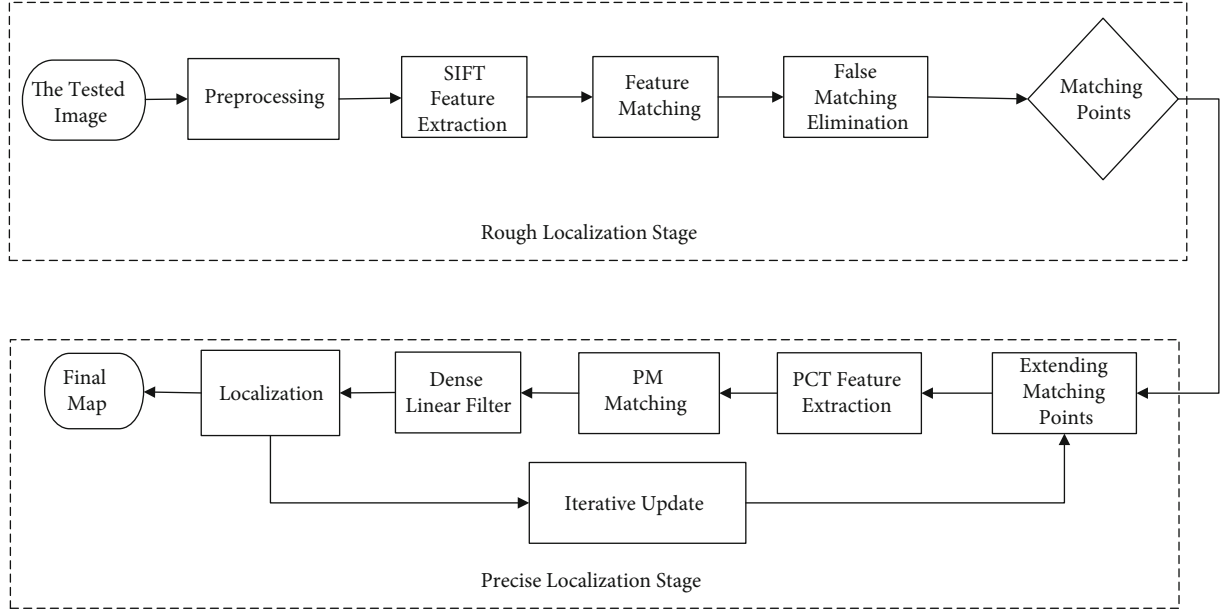 The Tested
Image
Preprocessing
SIFT
Feature
Extraction
Feature
Matching
False
Matching
Elimination
Matching
Points
Rough Localization Stage
Final
Map
Localization
Dense
Linear Filter
PM
Matching
PCT Feature
Extraction
Extending
Matching
Points
Iterative Update
Precise Localization Stage